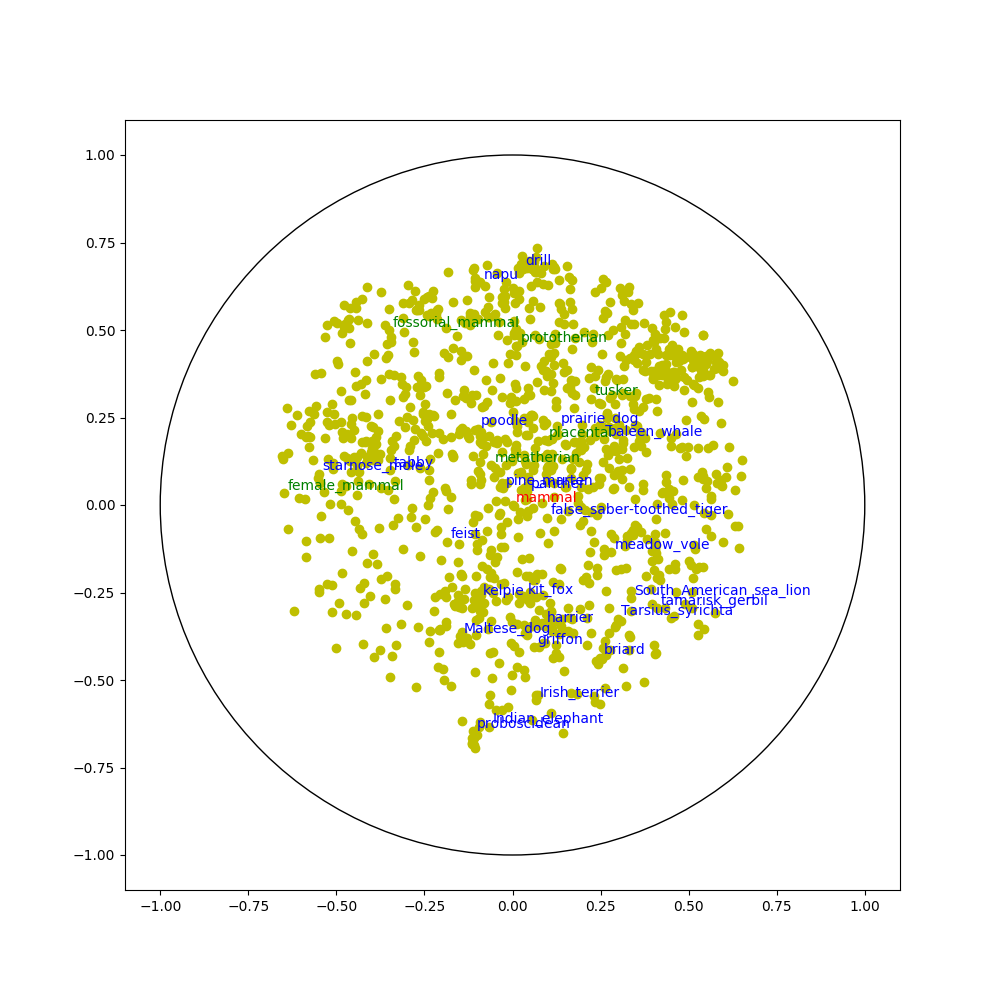 1.00
0.75
0.50
0.25
0.00
−0.25
−0.50
−0.75
−1.00
drill
napu
fossorial_mammal
prototherian
tusker
poodle
prairie_dog
placental
baleen_whale
metatherian
tabby
starnose_mole
female_mammal
pine_marten
panther
mammal
false_saber-toothed_tiger
feist
meadow_vole
kelpie
kit_fox
South_American_sea_lion
tamarisk_gerbil
Tarsius_syrichta
harrier
Maltese_dog
griffon
briard
Irish_terrier
Indian_elephant
proboscidean
−1.00 −0.75 −0.50 −0.25 0.00 0.25 0.50 0.75 1.00